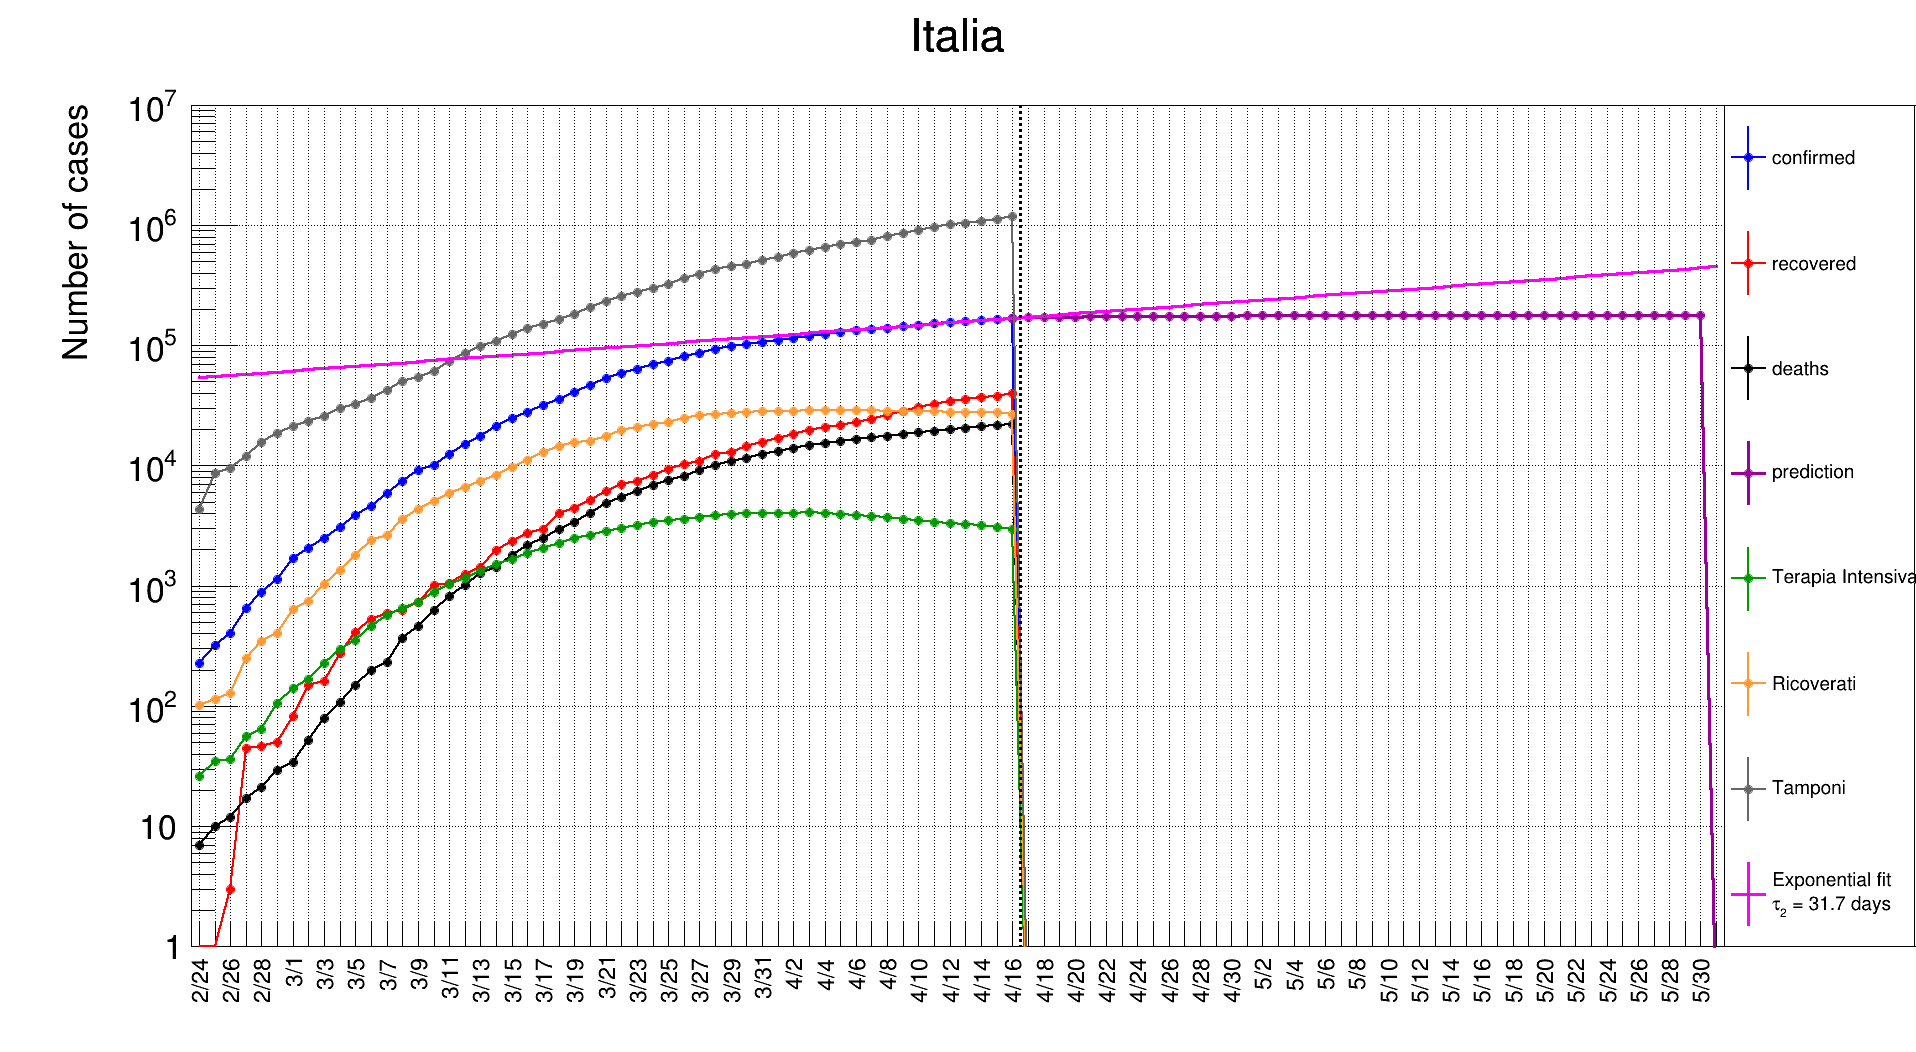 Italia
Number of cases
10^7
10^6
10^5
10^4
10^3
10^2
10
1
2/24 2/26 2/28 3/1 3/3 3/5 3/7 3/9 3/11 3/13 3/15 3/17 3/19 3/21 3/23 3/25 3/27 3/29 3/31 4/2 4/4 4/6 4/8 4/10 4/12 4/14 4/16 4/18 4/20 4/22 4/24 4/26 4/28 4/30 5/2 5/4 5/6 5/8 5/10 5/12 5/14 5/16 5/18 5/20 5/22 5/24 5/26 5/28 5/30
confirmed
recovered
deaths
prediction
Terapia Intensiva
Ricoverati
Tamponi
Exponential fit
τ₂ = 31.7 days